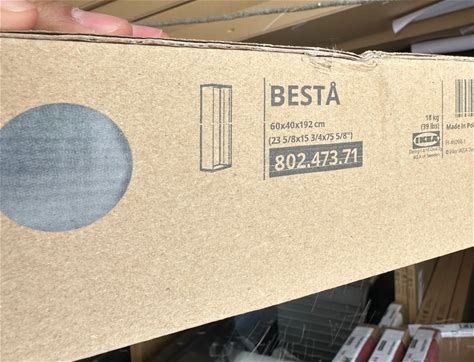 BESTÅ
60x40x192 cm
(23 5/8x15 3/4x75 5/8")
802.473.71
18 kg
(39 lbs)
IKEA
Made in Pol